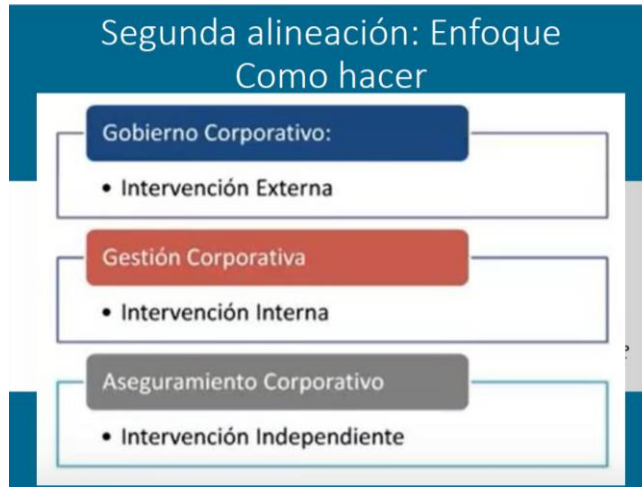 Segunda alineación: Enfoque
Como hacer
Gobierno Corporativo:
• Intervención Externa
Gestión Corporativa
• Intervención Interna
Aseguramiento Corporativo
• Intervención Independiente